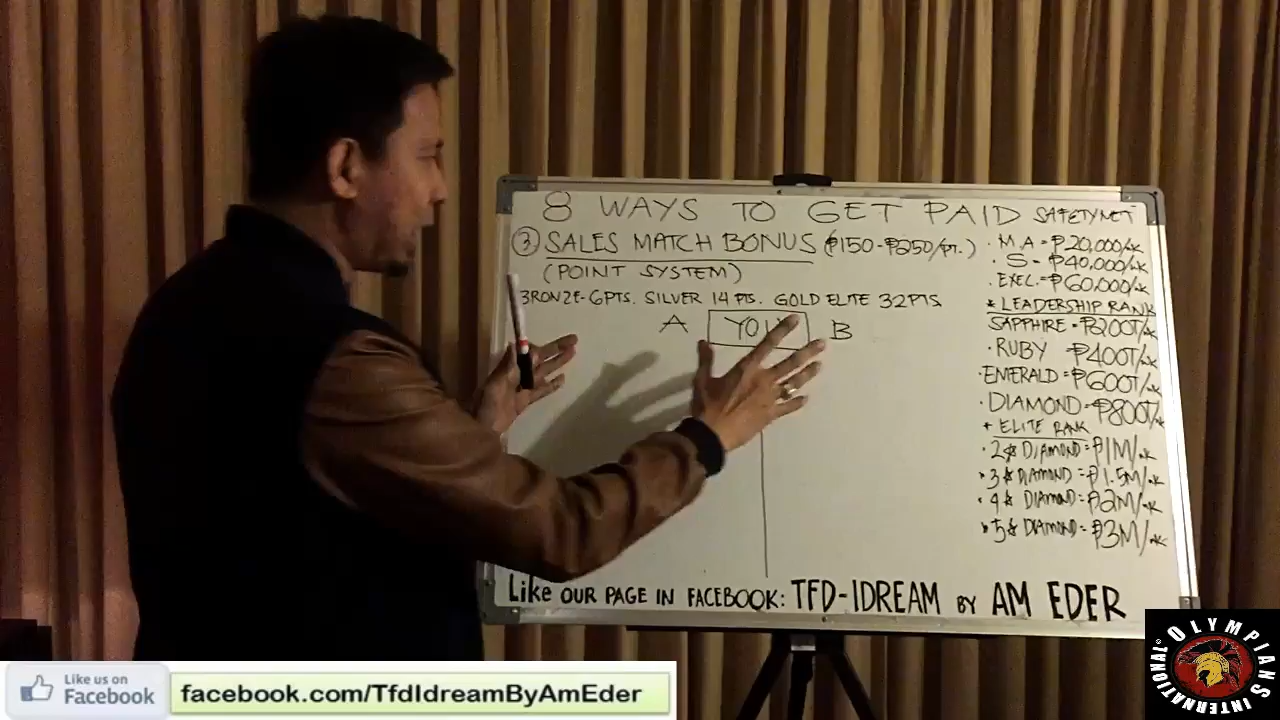 8 WAYS TO GET PAID SAFETYNET
③ SALES MATCH BONUS (₱150-₱250/pt.)
(POINT SYSTEM)
BRONZE-6PTS. SILVER 14 PTS. GOLD ELITE 32PTS
A YOU B
· M.A = ₱20,000/wk
· S = ₱40,000/wk
· EXEC. = ₱60,000/wk
* LEADERSHIP RANK
SAPPHIRE = ₱200T/wk
· RUBY = ₱400T/wk
· EMERALD = ₱600T/wk
· DIAMOND = ₱800T/wk
* ELITE RANK
· 2☆ DIAMOND = ₱1M/wk
· 3☆ DIAMOND = ₱1.5M/wk
· 4☆ DIAMOND = ₱2M/wk
· 5☆ DIAMOND = ₱3M/wk
Like OUR PAGE IN FACEBOOK: TFD-IDREAM BY AM EDER
Like us on
Facebook
facebook.com/TfdIdreamByAmEder
OLYMPIANS INTERNATIONAL